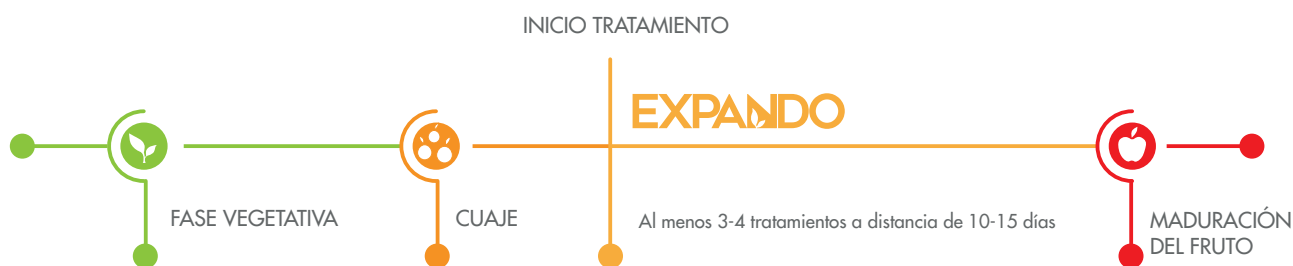 INICIO TRATAMIENTO
EXPANDO
FASE VEGETATIVA
CUAJE
Al menos 3-4 tratamientos a distancia de 10-15 días
MADURACIÓN
DEL FRUTO